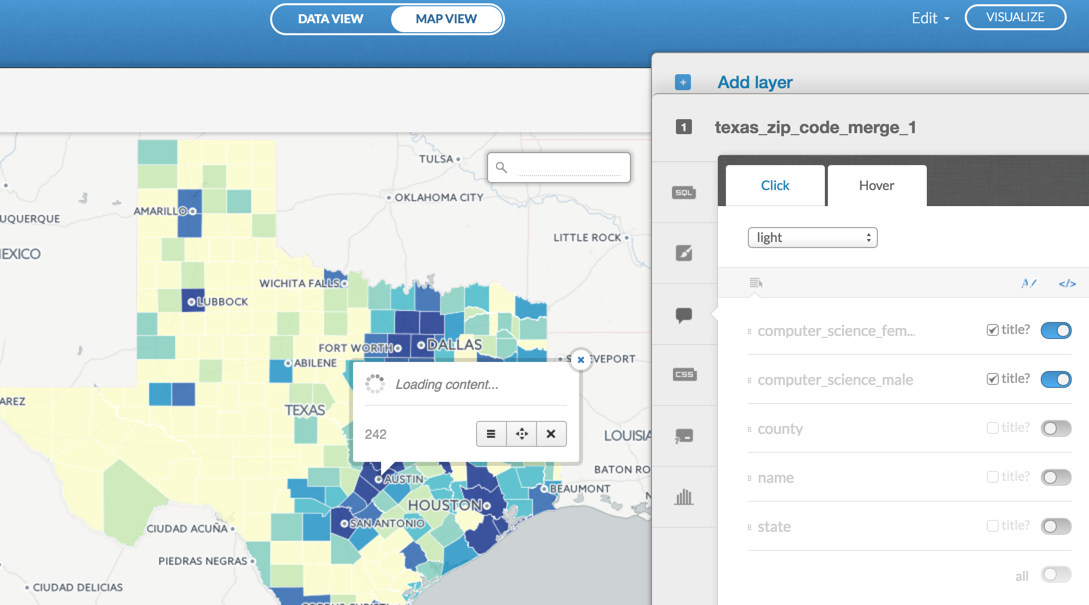 DATA VIEW
MAP VIEW
Edit
VISUALIZE
+
Add layer
1
texas_zip_code_merge_1
SQL
CSS
Click
Hover
light
</>
computer_science_fem...
title?
computer_science_male
title?
county
title?
name
title?
state
title?
all
TULSA
OKLAHOMA CITY
AMARILLO
UQUERQUE
LITTLE ROCK
EXICO
WICHITA FALLS
LUBBOCK
FORT WORTH
DALLAS
ABILENE
AREZ
TEXAS
Loading content...
242
LOUISIA
BATON RO
AUSTIN
BEAUMONT
HOUSTON
SAN ANTONIO
CIUDAD ACUÑA
PIEDRAS NEGRAS
CIUDAD DELICIAS